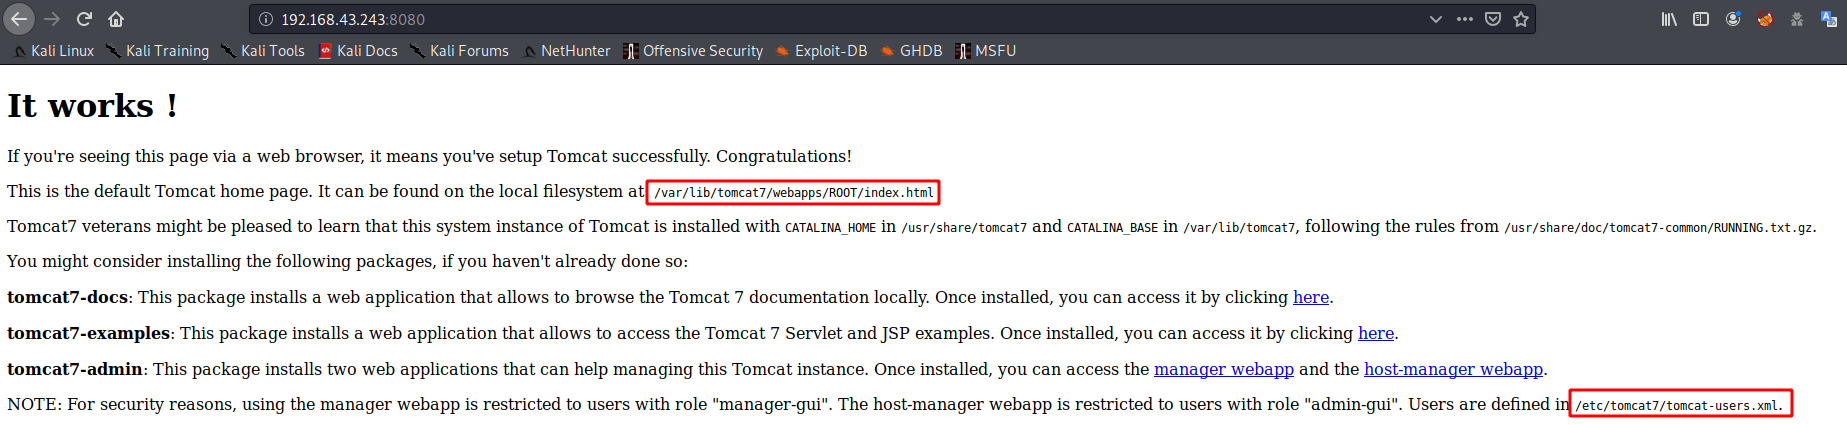 192.168.43.243:8080
Kali Linux Kali Training Kali Tools Kali Docs Kali Forums NetHunter Offensive Security Exploit-DB GHDB MSFU
It works !
If you're seeing this page via a web browser, it means you've setup Tomcat successfully. Congratulations!
This is the default Tomcat home page. It can be found on the local filesystem at /var/lib/tomcat7/webapps/ROOT/index.html
Tomcat7 veterans might be pleased to learn that this system instance of Tomcat is installed with CATALINA_HOME in /usr/share/tomcat7 and CATALINA_BASE in /var/lib/tomcat7, following the rules from /usr/share/doc/tomcat7-common/RUNNING.txt.gz.
You might consider installing the following packages, if you haven't already done so:
tomcat7-docs: This package installs a web application that allows to browse the Tomcat 7 documentation locally. Once installed, you can access it by clicking here.
tomcat7-examples: This package installs a web application that allows to access the Tomcat 7 Servlet and JSP examples. Once installed, you can access it by clicking here.
tomcat7-admin: This package installs two web applications that can help managing this Tomcat instance. Once installed, you can access the manager webapp and the host-manager webapp.
NOTE: For security reasons, using the manager webapp is restricted to users with role "manager-gui". The host-manager webapp is restricted to users with role "admin-gui". Users are defined in /etc/tomcat7/tomcat-users.xml.